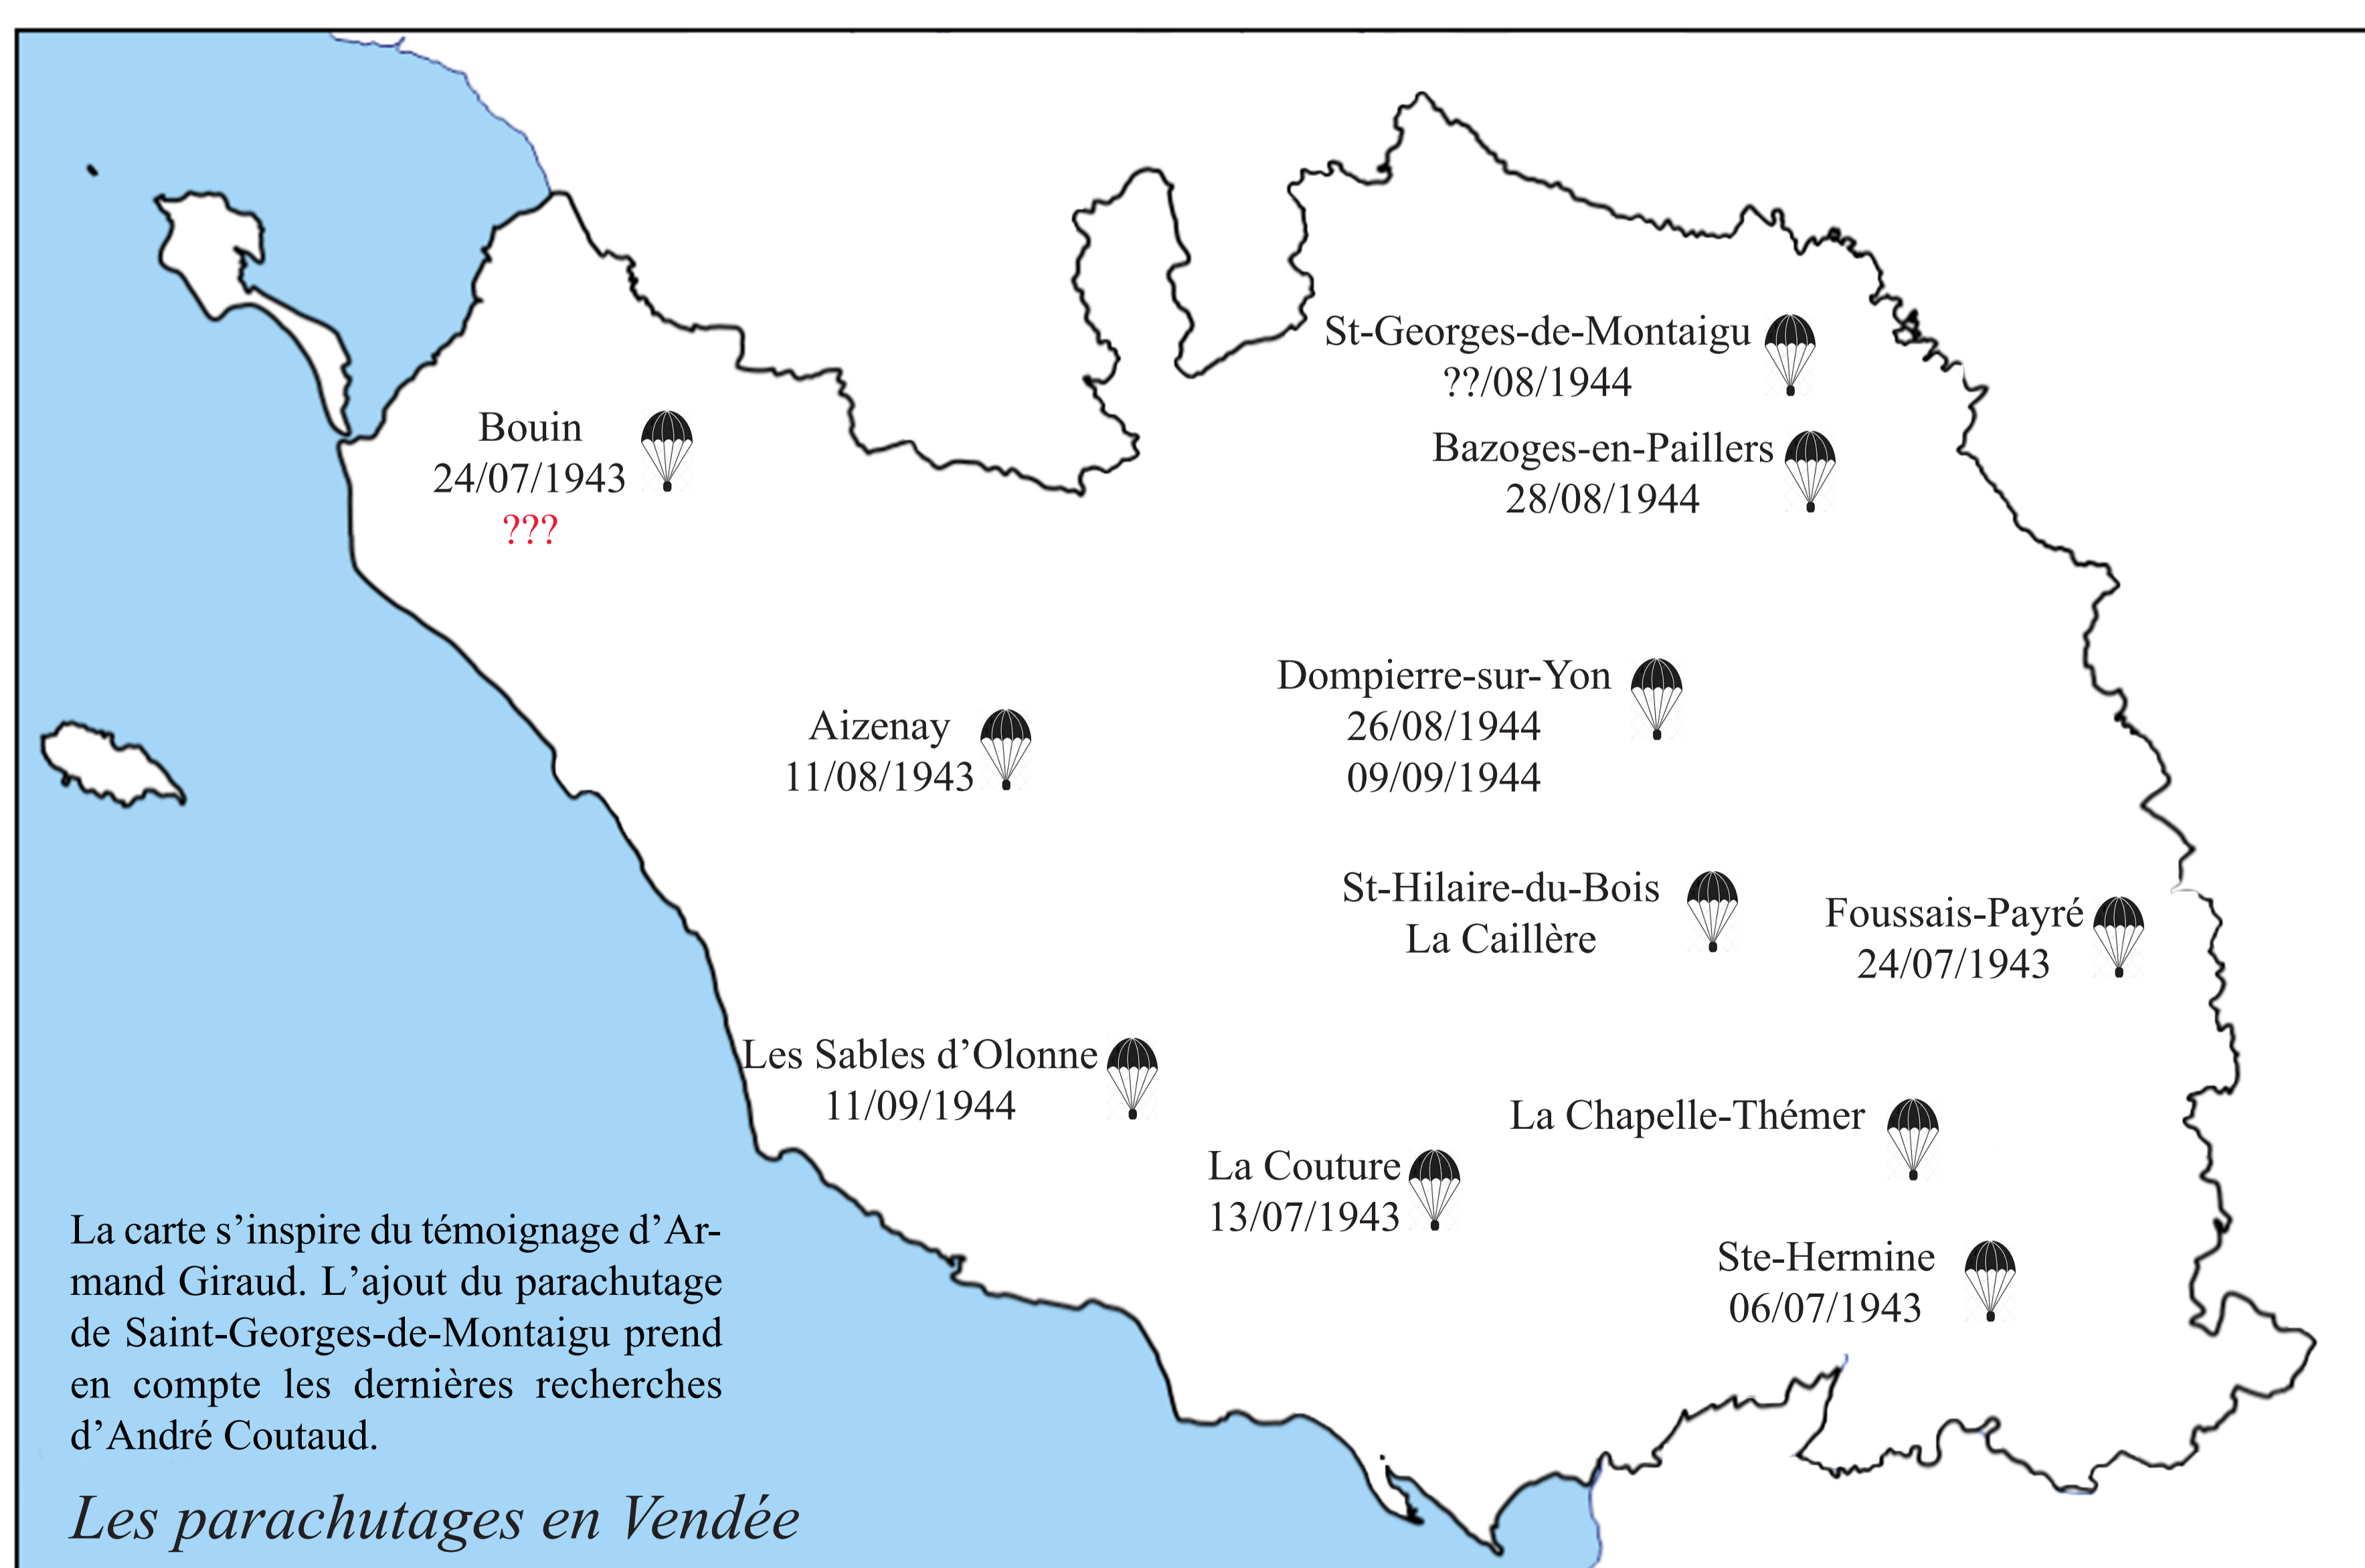 St-Georges-de-Montaigu
??/08/1944
Bouin
24/07/1943
???
Bazoges-en-Paillers
28/08/1944
Dompierre-sur-Yon
26/08/1944
09/09/1944
Aizenay
11/08/1943
St-Hilaire-du-Bois
La Caillère
Foussais-Payré
24/07/1943
Les Sables d’Olonne
11/09/1944
La Chapelle-Thémer
La Couture
13/07/1943
Ste-Hermine
06/07/1943
La carte s’inspire du témoignage d’Ar-
mand Giraud. L’ajout du parachutage
de Saint-Georges-de-Montaigu prend
en compte les dernières recherches
d’André Coutaud.
Les parachutages en Vendée